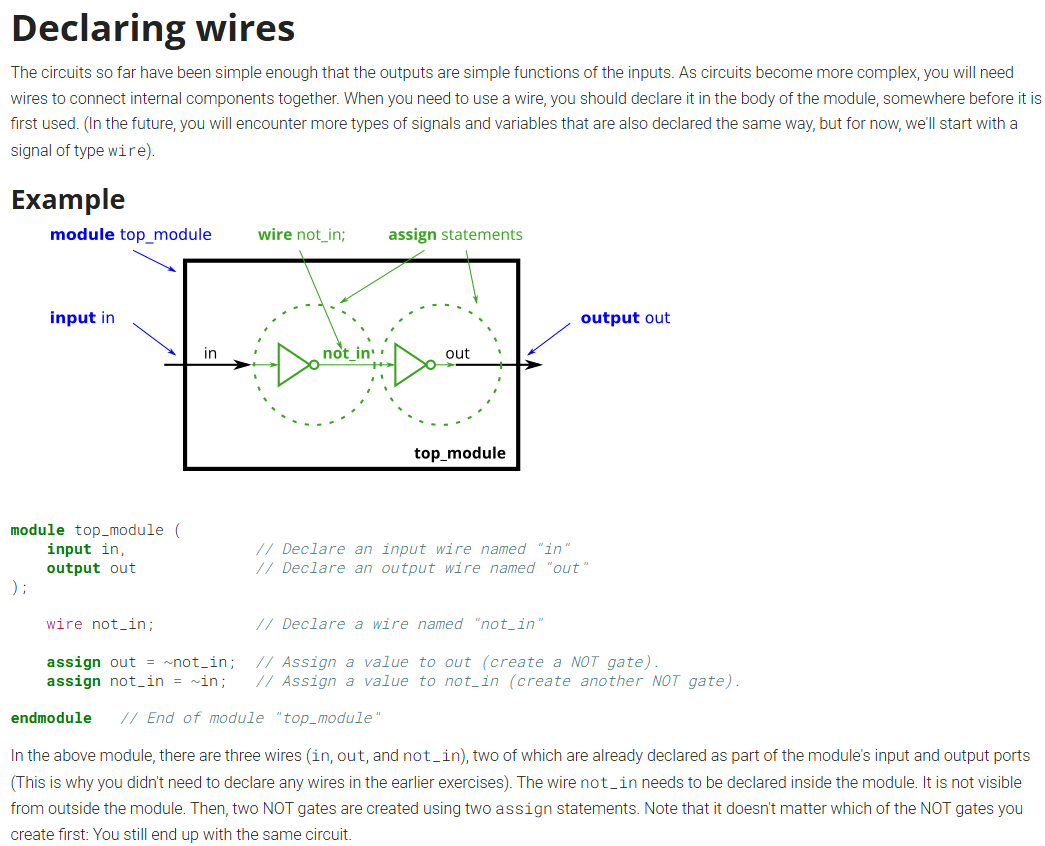 Declaring wires
The circuits so far have been simple enough that the outputs are simple functions of the inputs. As circuits become more complex, you will need
wires to connect internal components together. When you need to use a wire, you should declare it in the body of the module, somewhere before it is
first used. (In the future, you will encounter more types of signals and variables that are also declared the same way, but for now, we'll start with a
signal of type wire).
Example
module top_module wire not_in; assign statements
input in output out
in not_in out
top_module
module top_module (
    input in, // Declare an input wire named "in"
    output out // Declare an output wire named "out"
);
    wire not_in; // Declare a wire named "not_in"
    assign out = ~not_in; // Assign a value to out (create a NOT gate).
    assign not_in = ~in; // Assign a value to not_in (create another NOT gate).
endmodule // End of module "top_module"
In the above module, there are three wires (in, out, and not_in), two of which are already declared as part of the module's input and output ports
(This is why you didn't need to declare any wires in the earlier exercises). The wire not_in needs to be declared inside the module. It is not visible
from outside the module. Then, two NOT gates are created using two assign statements. Note that it doesn't matter which of the NOT gates you
create first: You still end up with the same circuit.